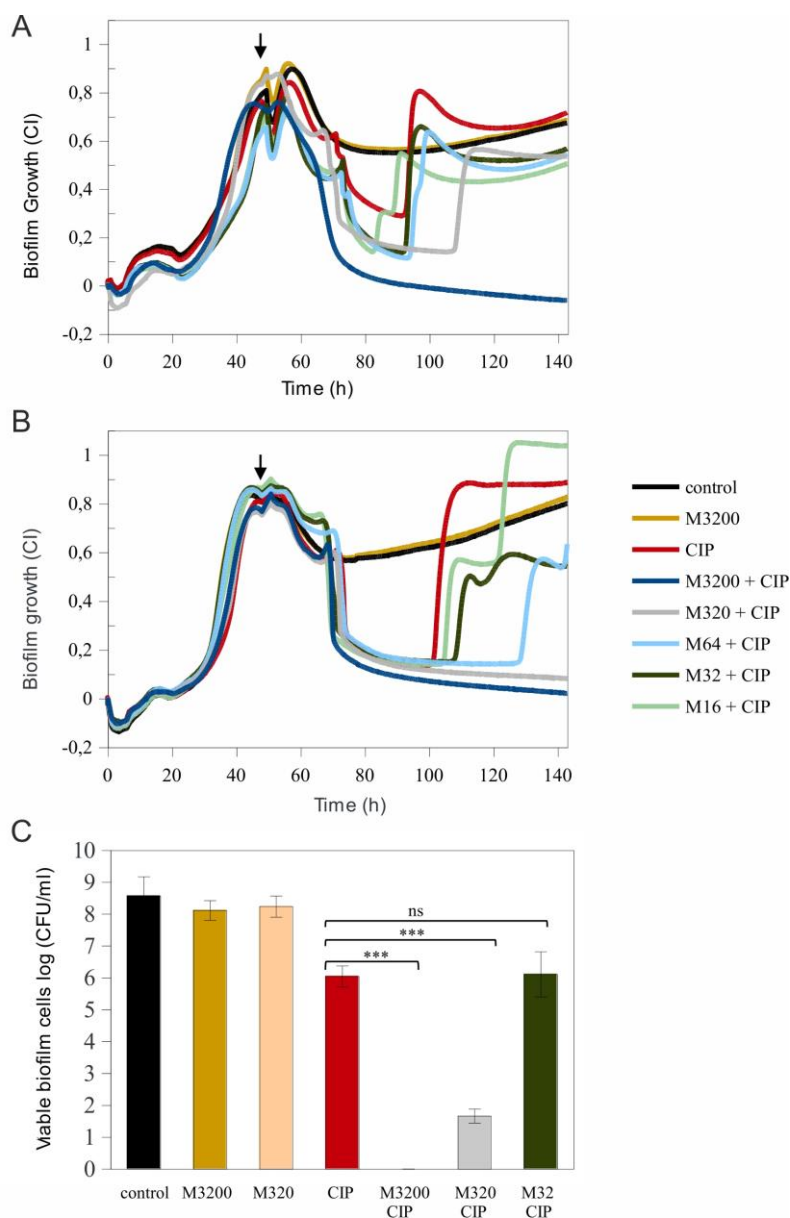 A
Biofilm Growth (CI)
1
0,8
0,6
0,4
0,2
0
-0,2
0 20 40 60 80 100 120 140
Time (h)
B
Biofilm growth (CI)
1
0,8
0,6
0,4
0,2
0
-0,2
0 20 40 60 80 100 120 140
Time (h)
control
M3200
CIP
M3200 + CIP
M320 + CIP
M64 + CIP
M32 + CIP
M16 + CIP
C
Viable biofilm cells log (CFU/ml)
10
9
8
7
6
5
4
3
2
1
0
ns
***
***
control M3200 M320 CIP M3200 M320 M32
CIP CIP CIP